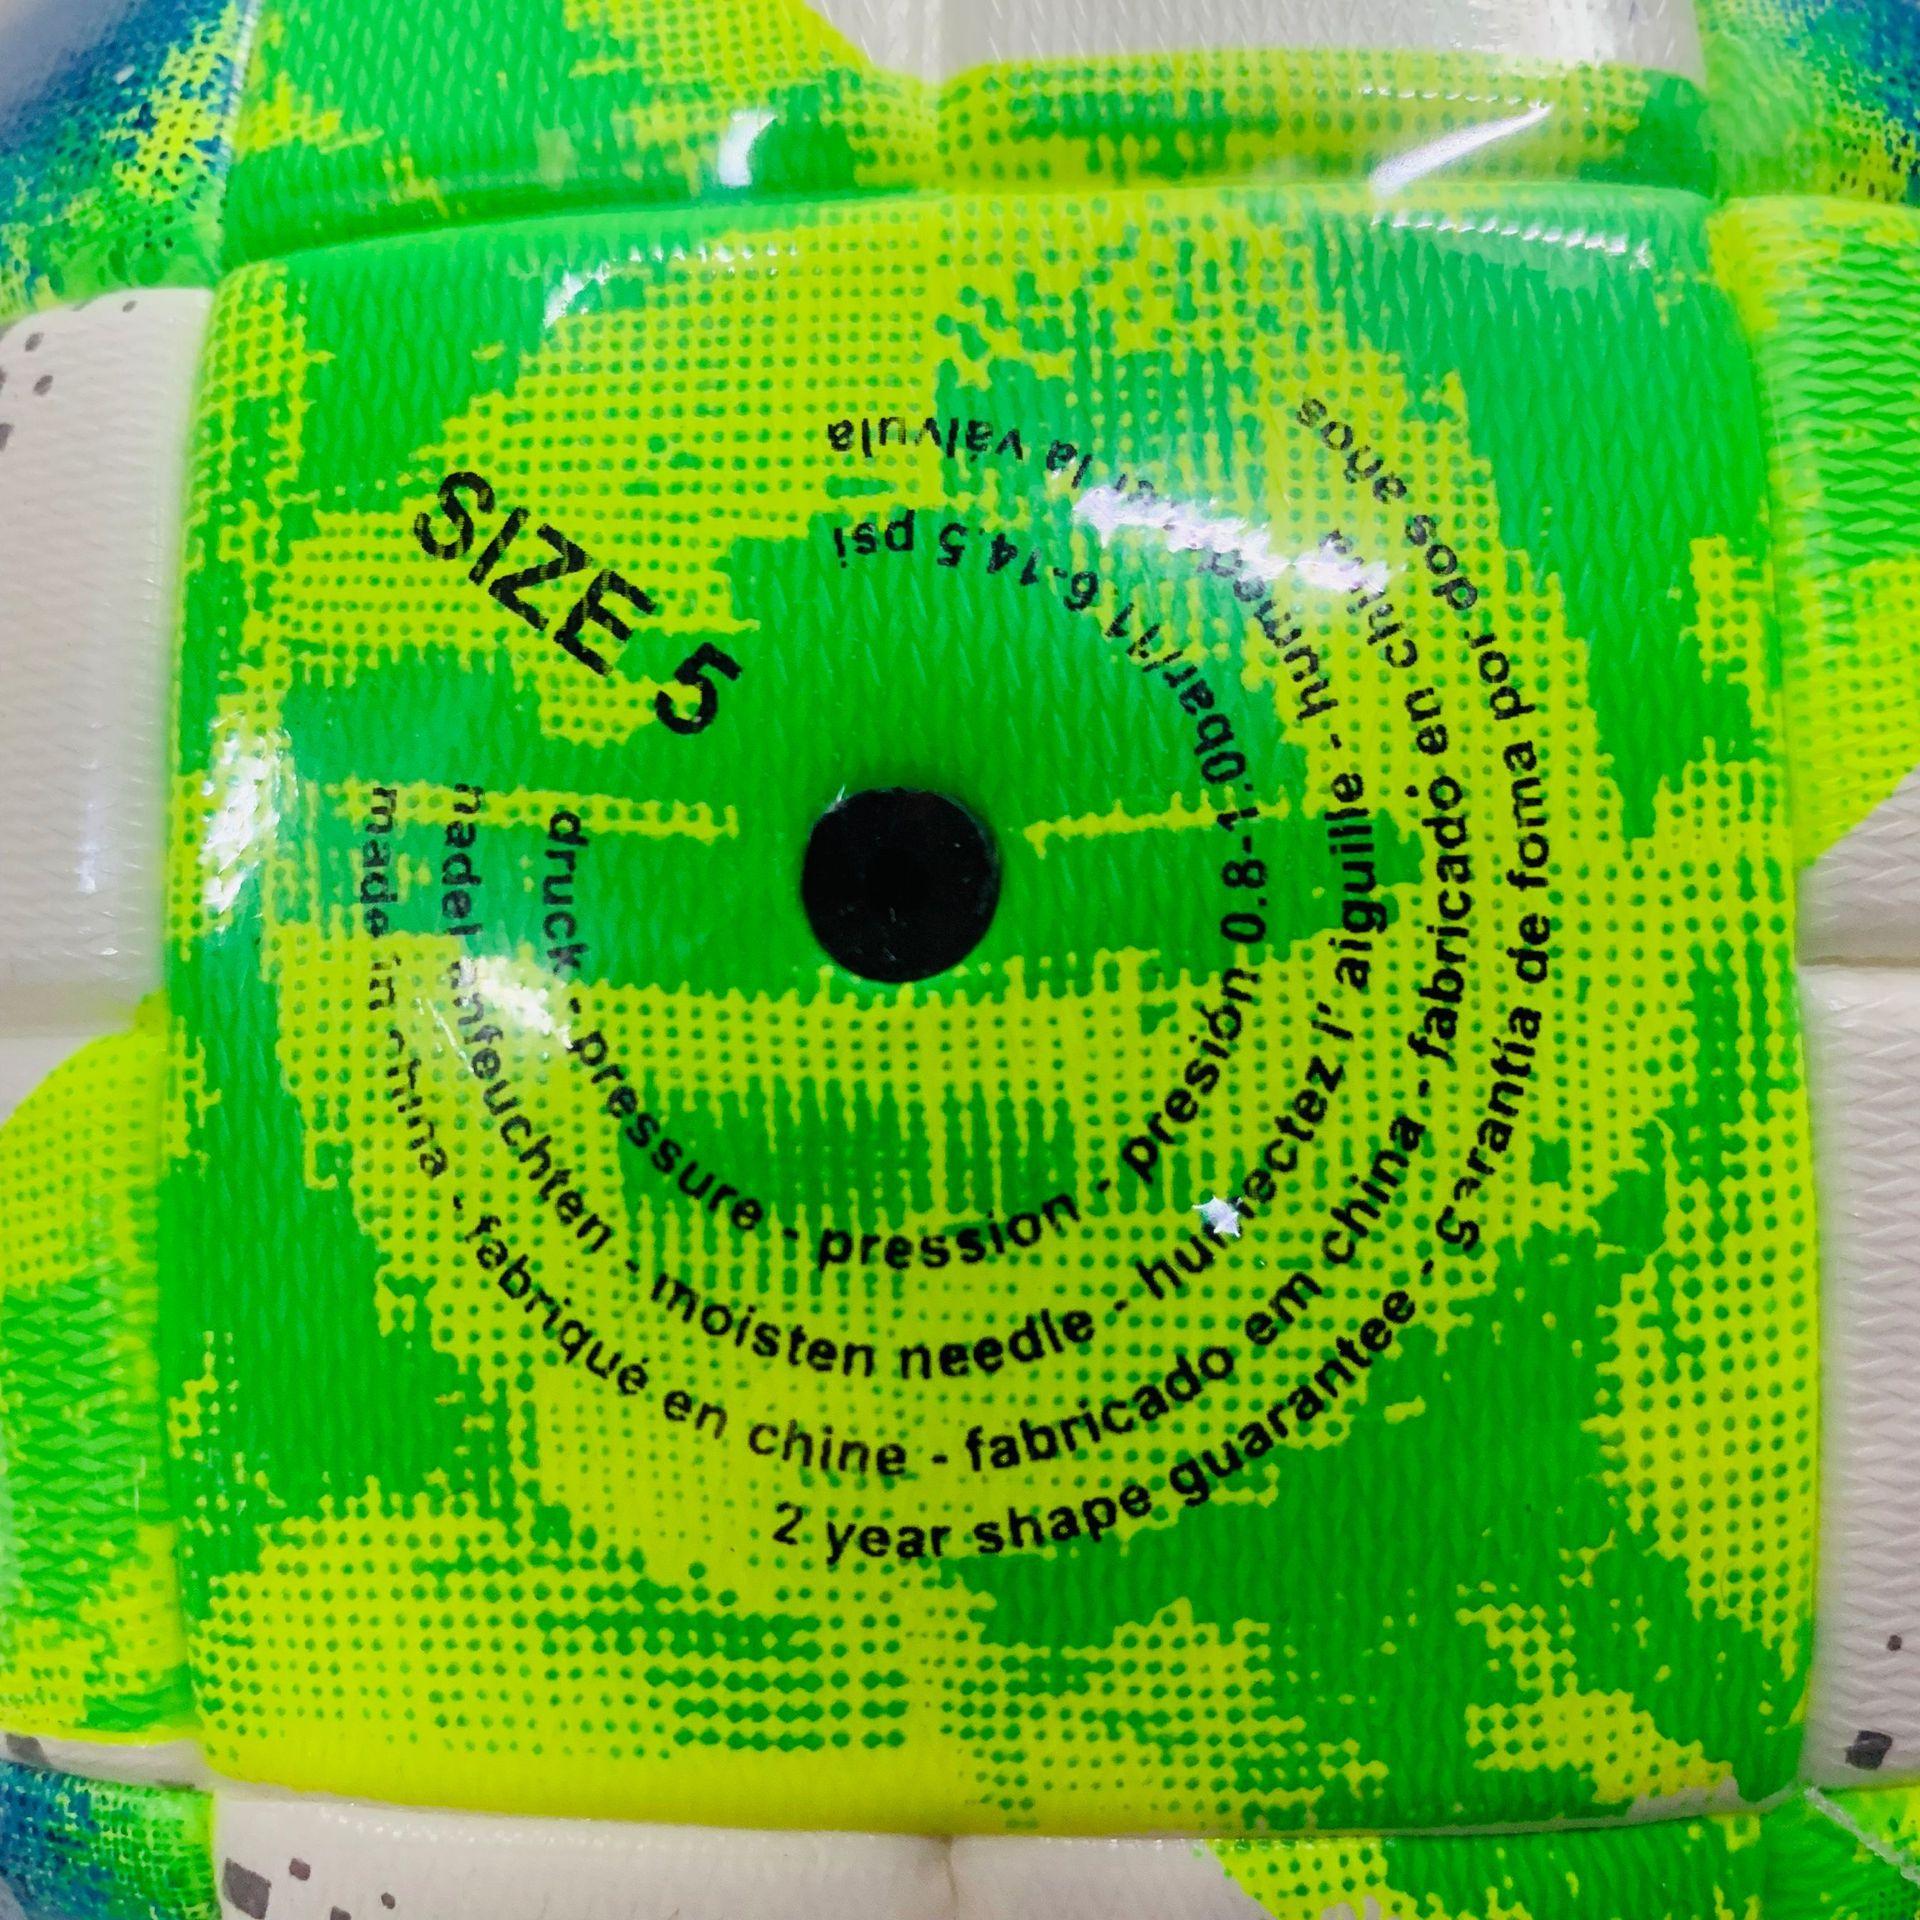 SIZE 5
druck - pressure - pression - presión 0.8-1.0bar/11.6-14.5 psi
nadel anfeuchten - moisten needle - humectez l' aiguille - humedecer la válvula
made in china - fabriqué en chine - fabricado em china - fabricado en china
2 year shape guarantee - garantía de foma por dos años